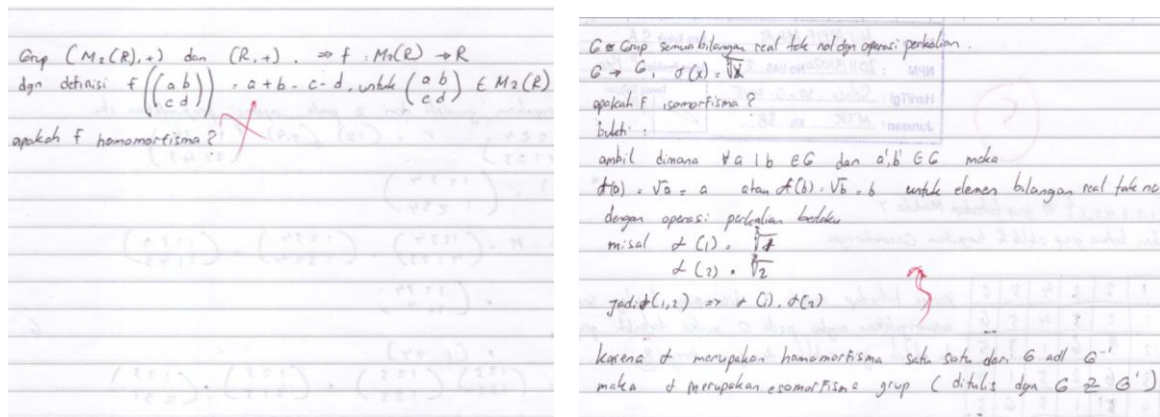 Grup (M₂(R), +) dan (R, +). ⇒ f : M₂(R) → R
dgn definisi f((a b
c d)) = a + b - c - d, untuk (a b
c d) ∈ M₂(R)
apakah f homomorfisma?
G Grup semua bilangan real tak nol dgn operasi perkalian.
G → G, f(x) = ∛x
apakah f isomorfisma?
bukti :
ambil dimana ∀ a, b ∈ G dan a', b' ∈ G maka
f(a) = √a = a atau f(b) = √b = b untuk elemen bilangan real tak no
dengan operasi perkalian berlaku
misal f(1) = ∛1
f(2) = ∛2
Jadi f(1,2) => f(1), f(2)
karena f merupakan homomorfisma satu satu dari G adl G⁻¹
maka f merupakan esomorfisma grup (ditulis dgn G ≅ G')